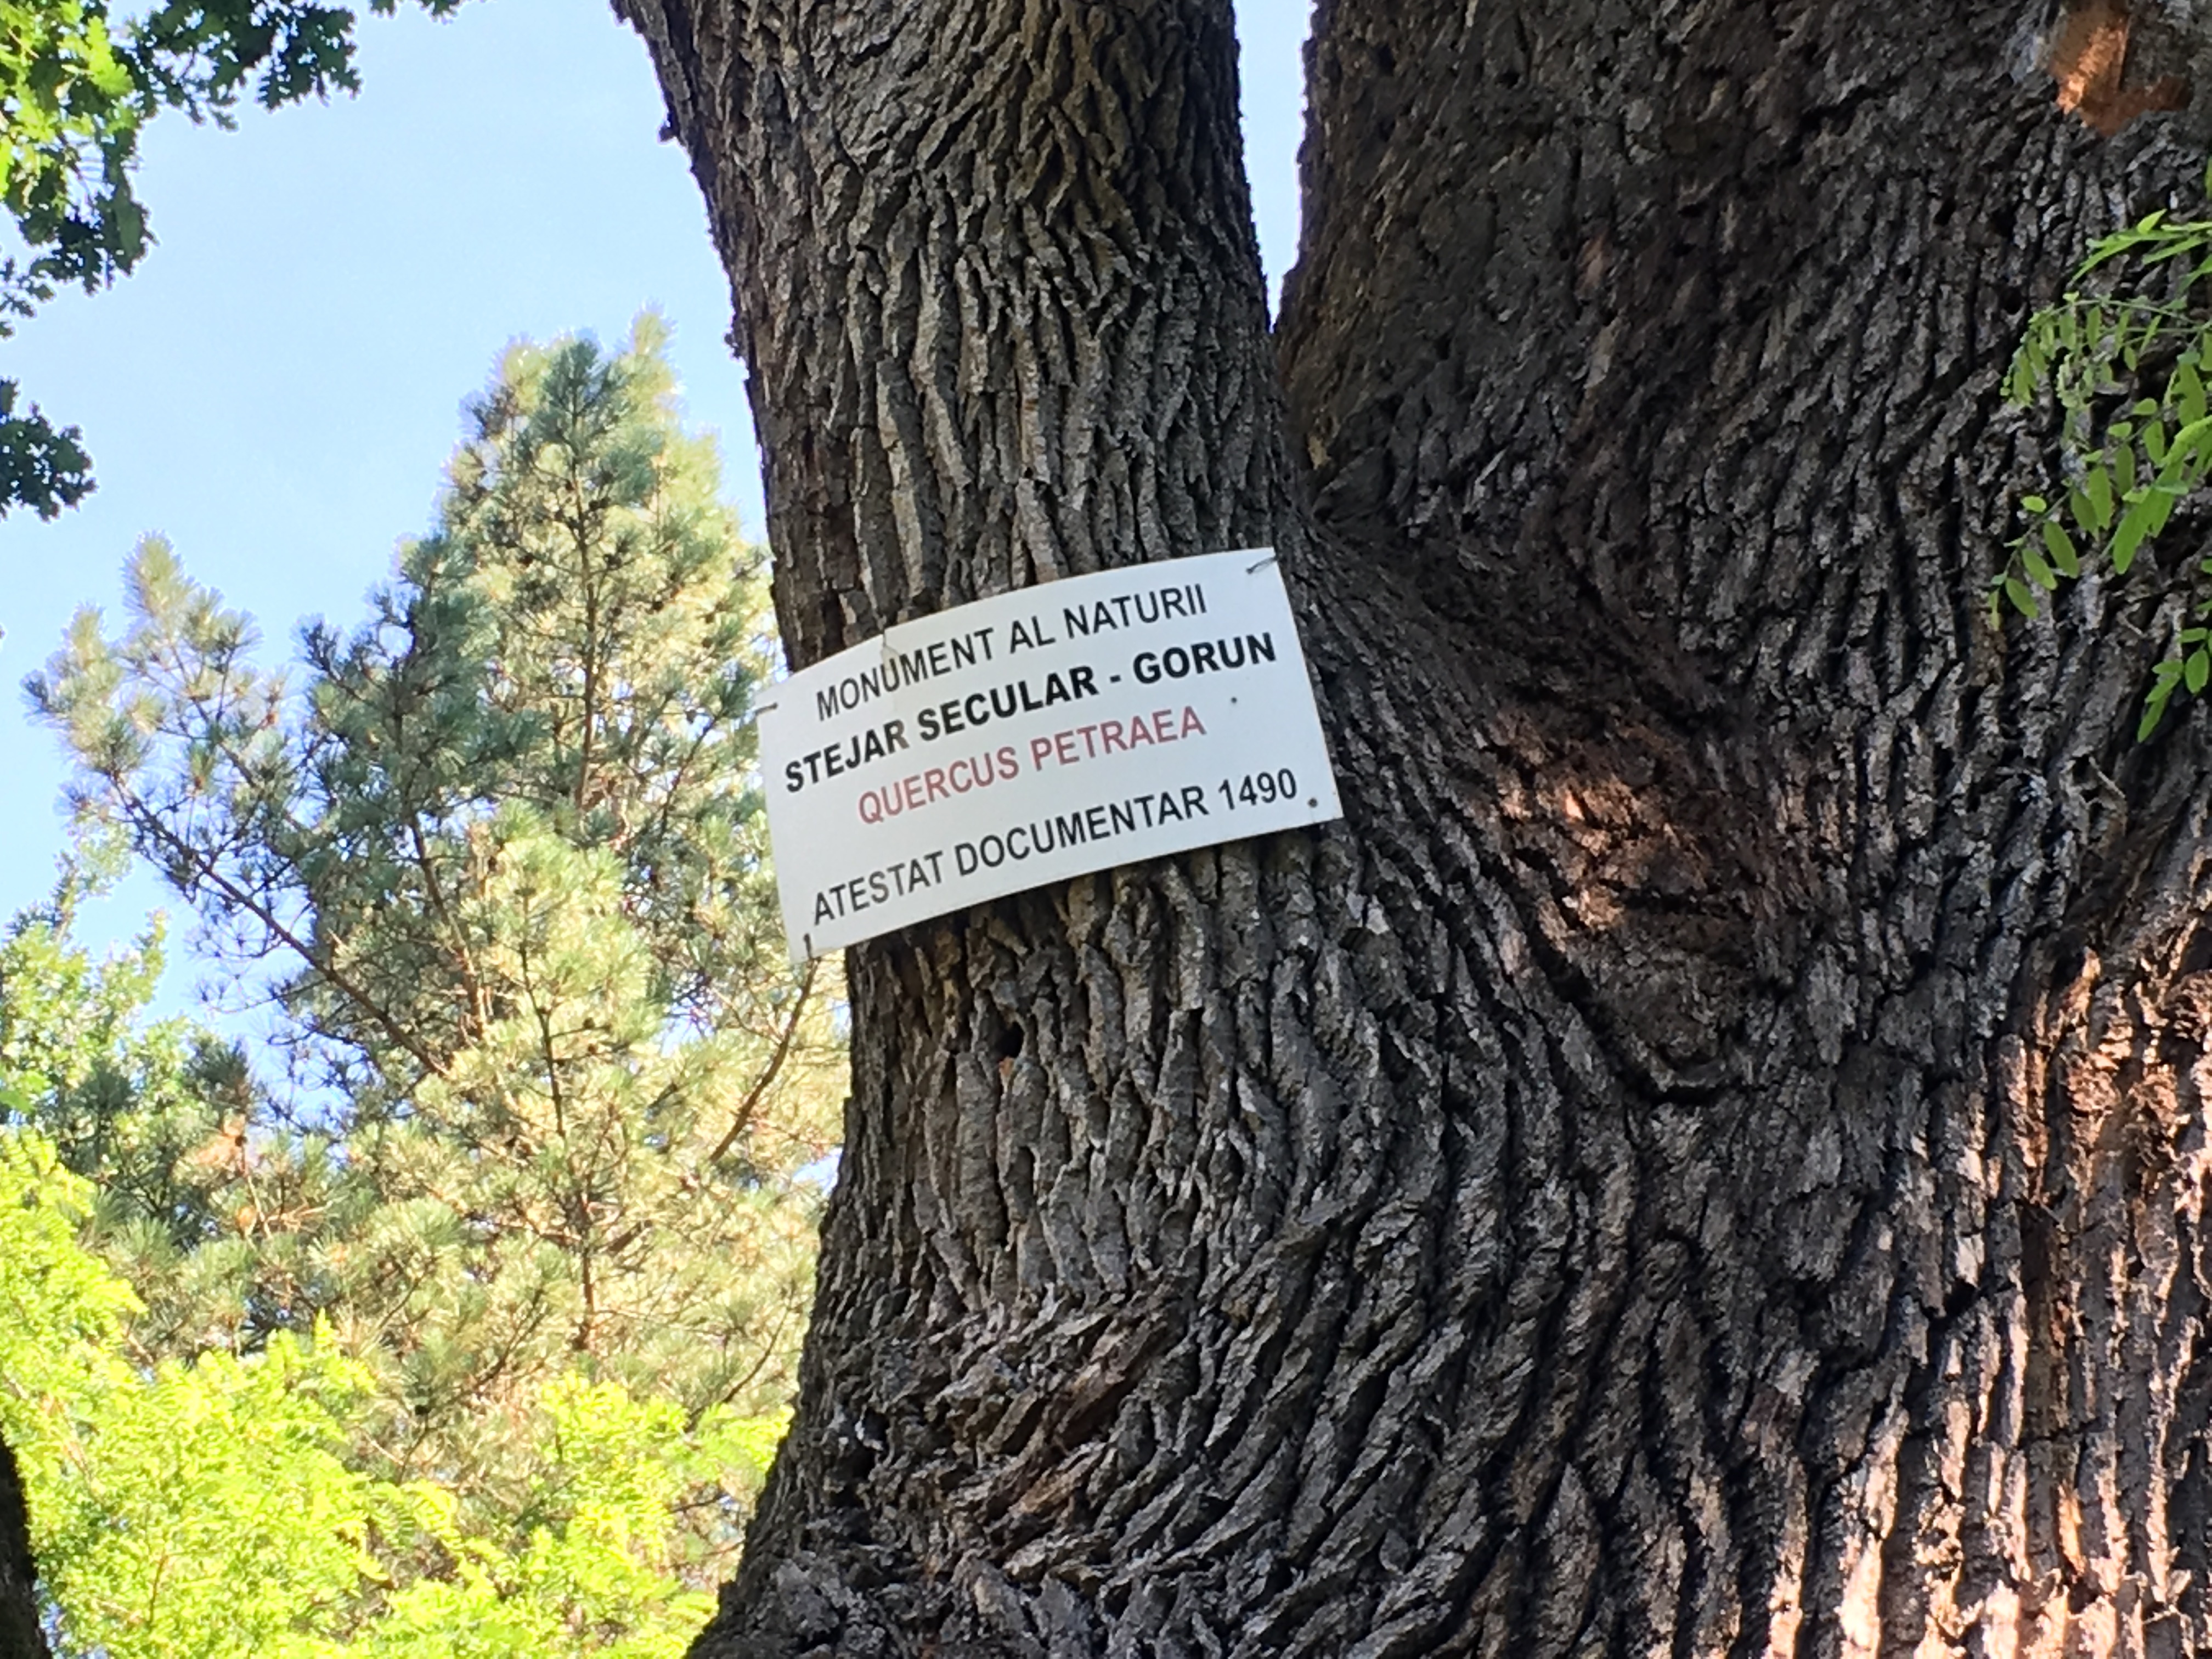 MONUMENT AL NATURII
STEJAR SECULAR - GORUN
QUERCUS PETRAEA
ATESTAT DOCUMENTAR 1490